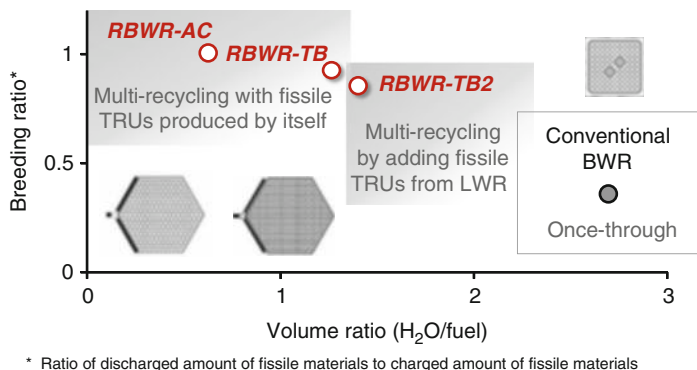 RBWR-AC
RBWR-TB
RBWR-TB2
Multi-recycling with fissile
TRUs produced by itself
Multi-recycling
by adding fissile
TRUs from LWR
Conventional
BWR
Once-through
Breeding ratio*
1
0.5
0
0 1 2 3
Volume ratio (H₂O/fuel)
* Ratio of discharged amount of fissile materials to charged amount of fissile materials